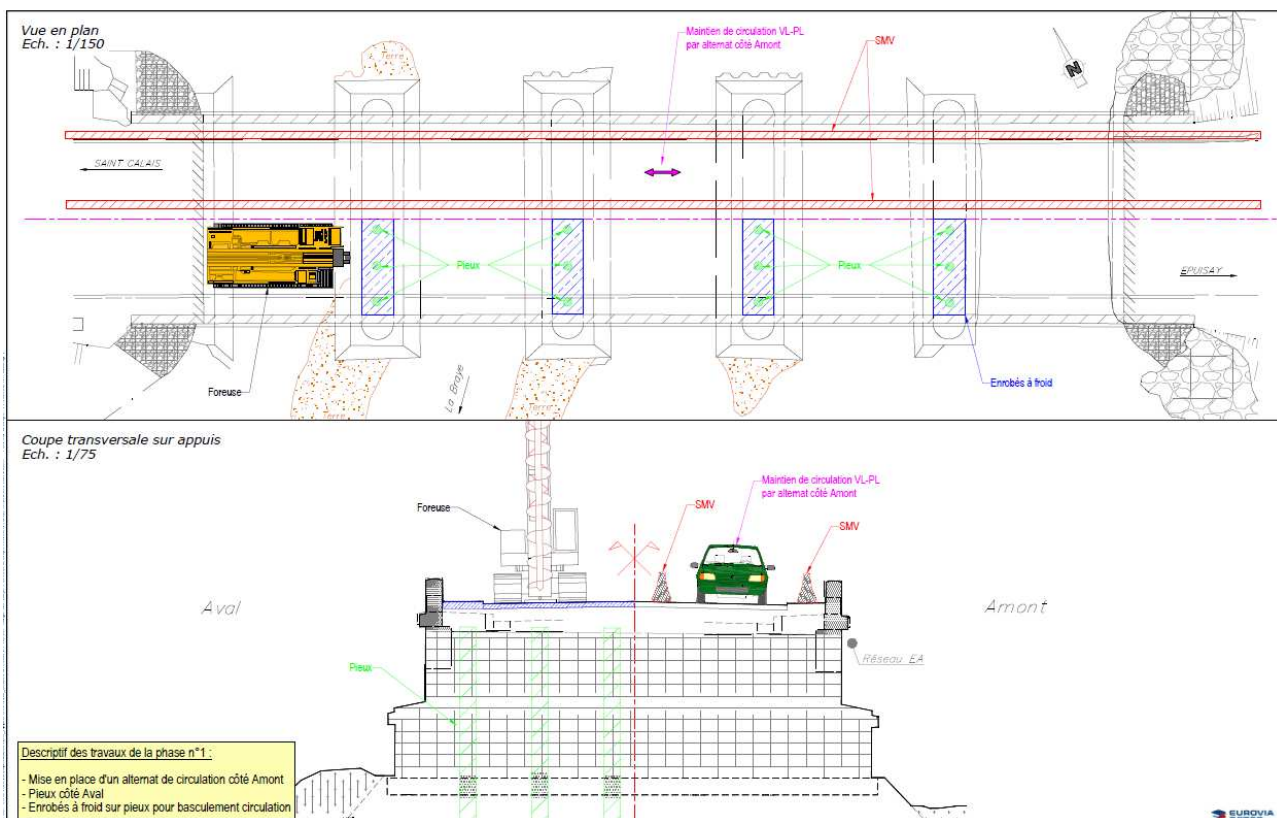 Vue en plan
Ech. : 1/150
Maintien de circulation VL-PL
par alternat côté Amont
SMV
N
Terre
SAINT CALAIS
Pieux
Pieux
EPUISAY
Foreuse
La Braye
Enrobés à froid
Terre
Terre
Coupe transversale sur appuis
Ech. : 1/75
Maintien de circulation VL-PL
par alternat côté Amont
SMV
SMV
Foreuse
Aval
Amont
Réseau EA
Pieux
Descriptif des travaux de la phase n°1 :
- Mise en place d'un alternat de circulation côté Amont
- Pieux côté Aval
- Enrobés à froid sur pieux pour basculement circulation
EUROVIA